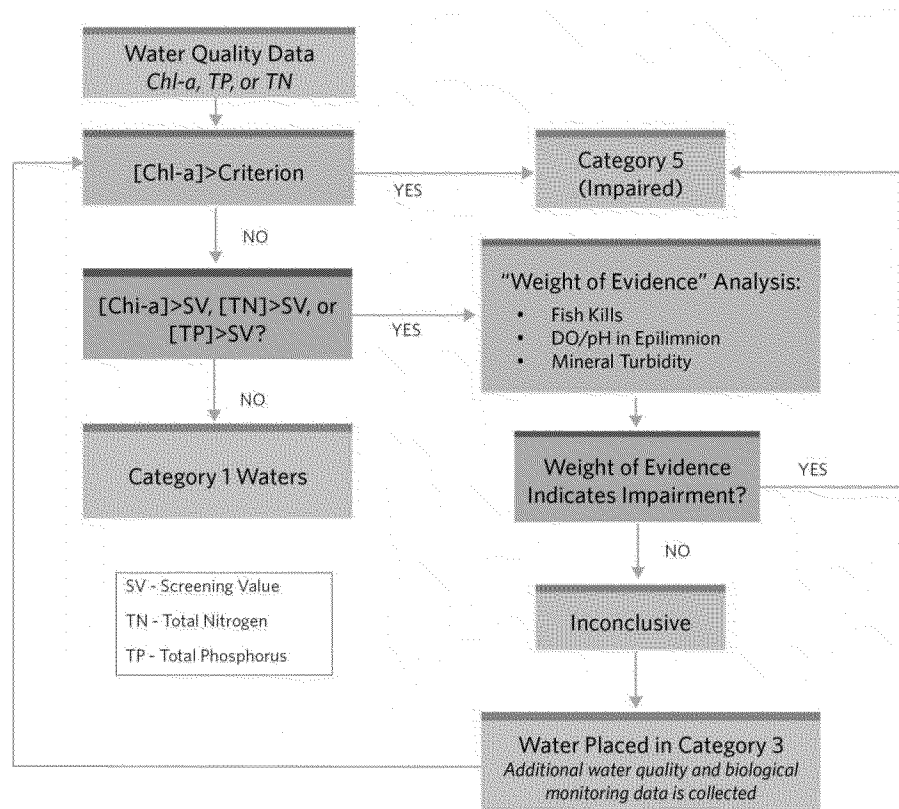 Water Quality Data
Chl-a, TP, or TN
[Chl-a]>Criterion
YES
Category 5
(Impaired)
NO
[Chi-a]>SV, [TN]>SV, or
[TP]>SV?
YES
"Weight of Evidence" Analysis:
• Fish Kills
• DO/pH in Epilimnion
• Mineral Turbidity
NO
Category 1 Waters
Weight of Evidence
Indicates Impairment?
YES
NO
SV - Screening Value
TN - Total Nitrogen
TP - Total Phosphorus
Inconclusive
Water Placed in Category 3
Additional water quality and biological
monitoring data is collected